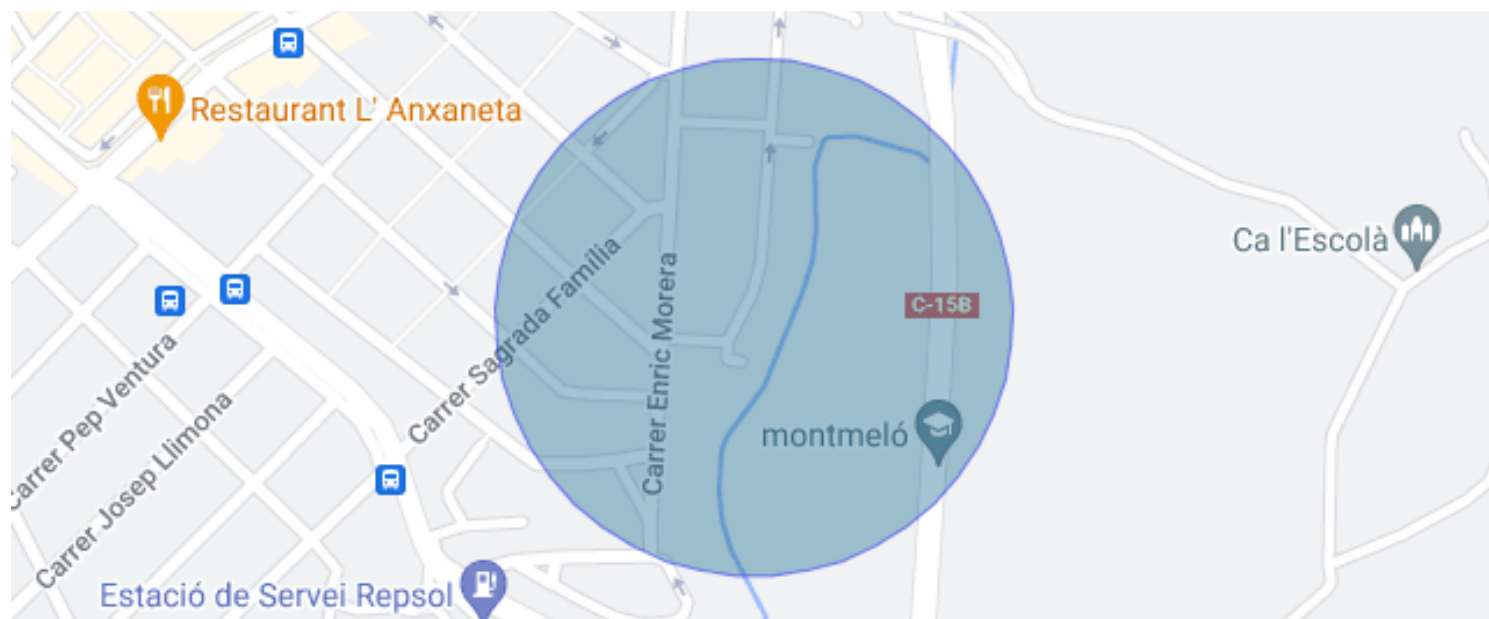 Restaurant L' Anxaneta
Ca l'Escolà
Carrer Sagrada Família
Carrer Enric Morera
C-15B
Carrer Pep Ventura
Carrer Josep Llimona
montmeló
Estació de Servei Repsol